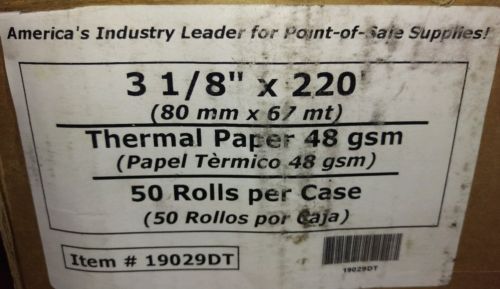 America's Industry Leader for Point-of-Sale Supplies!
3 1/8" x 220'
(80 mm x 67 mt)
Thermal Paper 48 gsm
(Papel Tèrmico 48 gsm)
50 Rolls per Case
(50 Rollos por Caja)
Item # 19029DT
19029DT